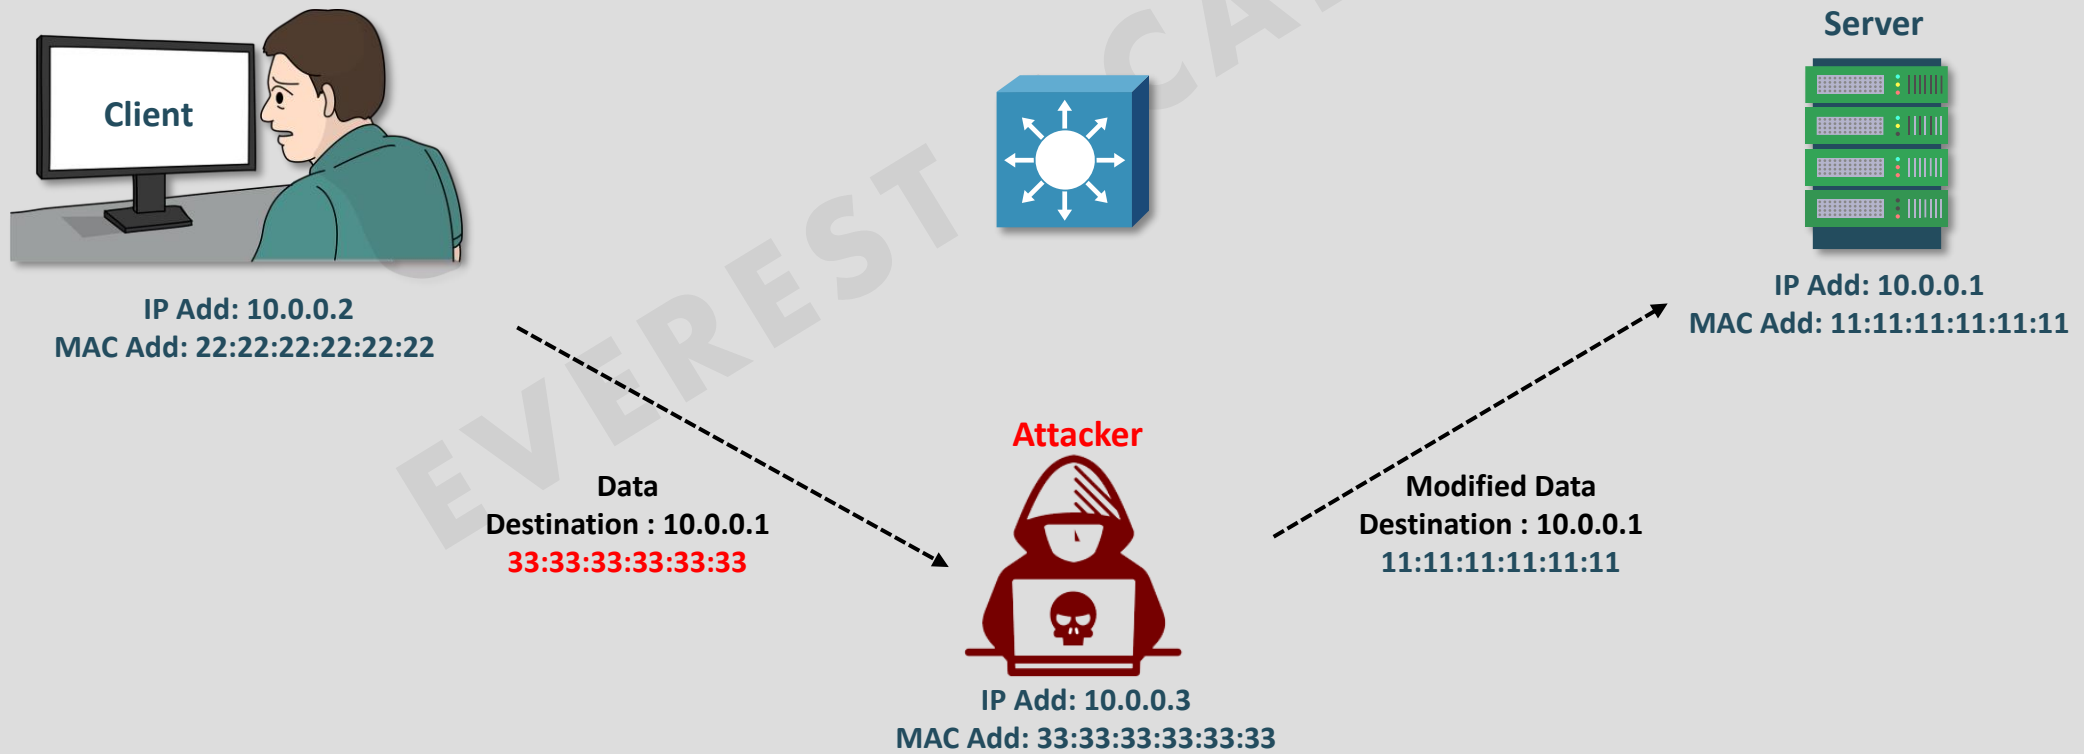 Client
IP Add: 10.0.0.2
MAC Add: 22:22:22:22:22:22
Server
IP Add: 10.0.0.1
MAC Add: 11:11:11:11:11:11
Data
Destination : 10.0.0.1
33:33:33:33:33:33
Attacker
IP Add: 10.0.0.3
MAC Add: 33:33:33:33:33:33
Modified Data
Destination : 10.0.0.1
11:11:11:11:11:11
EVEREST